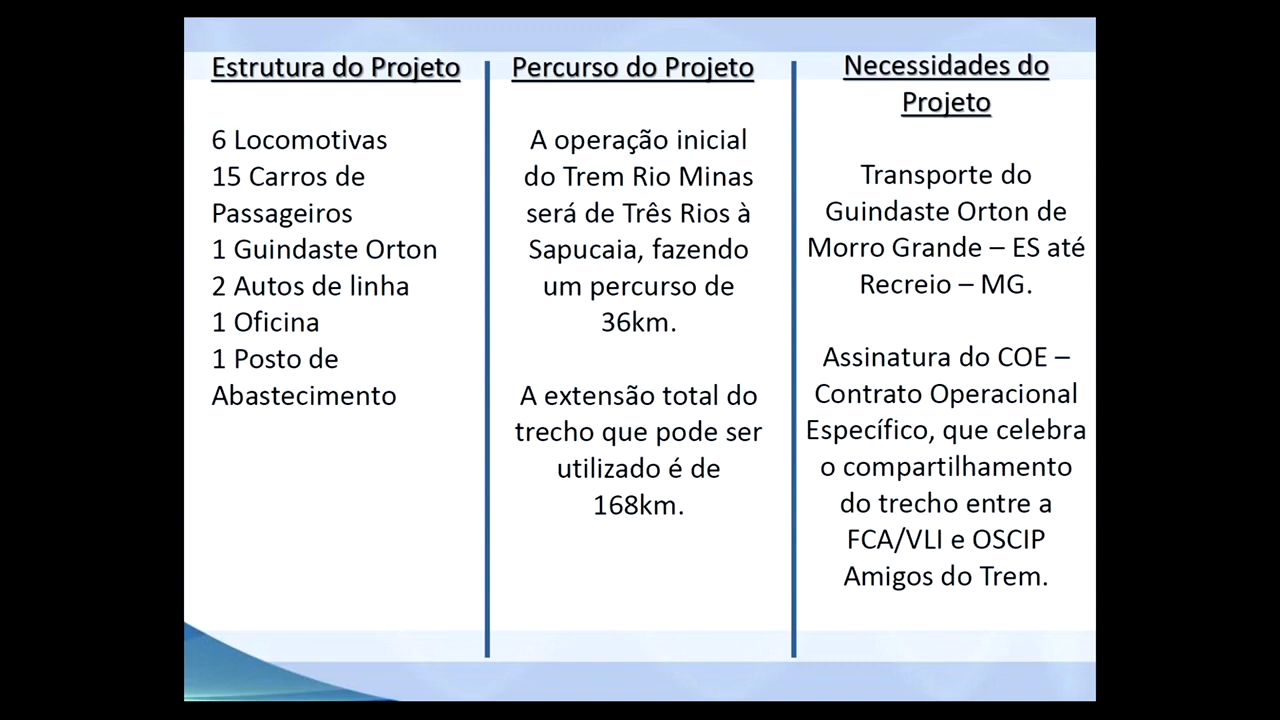 Estrutura do Projeto
6 Locomotivas
15 Carros de
Passageiros
1 Guindaste Orton
2 Autos de linha
1 Oficina
1 Posto de
Abastecimento
Percurso do Projeto
A operação inicial
do Trem Rio Minas
será de Três Rios à
Sapucaia, fazendo
um percurso de
36km.
A extensão total do
trecho que pode ser
utilizado é de
168km.
Necessidades do
Projeto
Transporte do
Guindaste Orton de
Morro Grande – ES até
Recreio – MG.
Assinatura do COE –
Contrato Operacional
Específico, que celebra
o compartilhamento
do trecho entre a
FCA/VLI e OSCIP
Amigos do Trem.